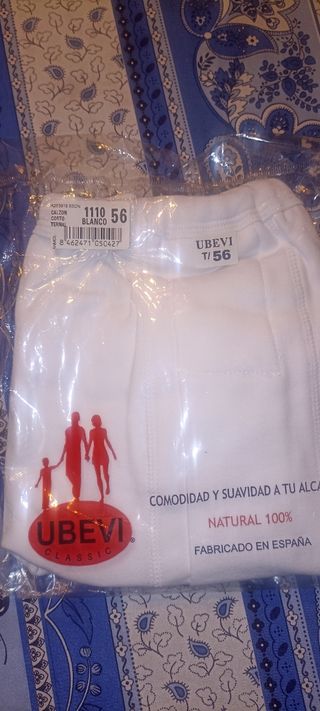 CALZON
CORTO
TERMAL
1110
BLANCO
56
8 462471 050427
UBEVI
T/ 56
UBEVI
CLASSIC
®
COMODIDAD Y SUAVIDAD A TU ALCA
NATURAL 100%
FABRICADO EN ESPAÑA